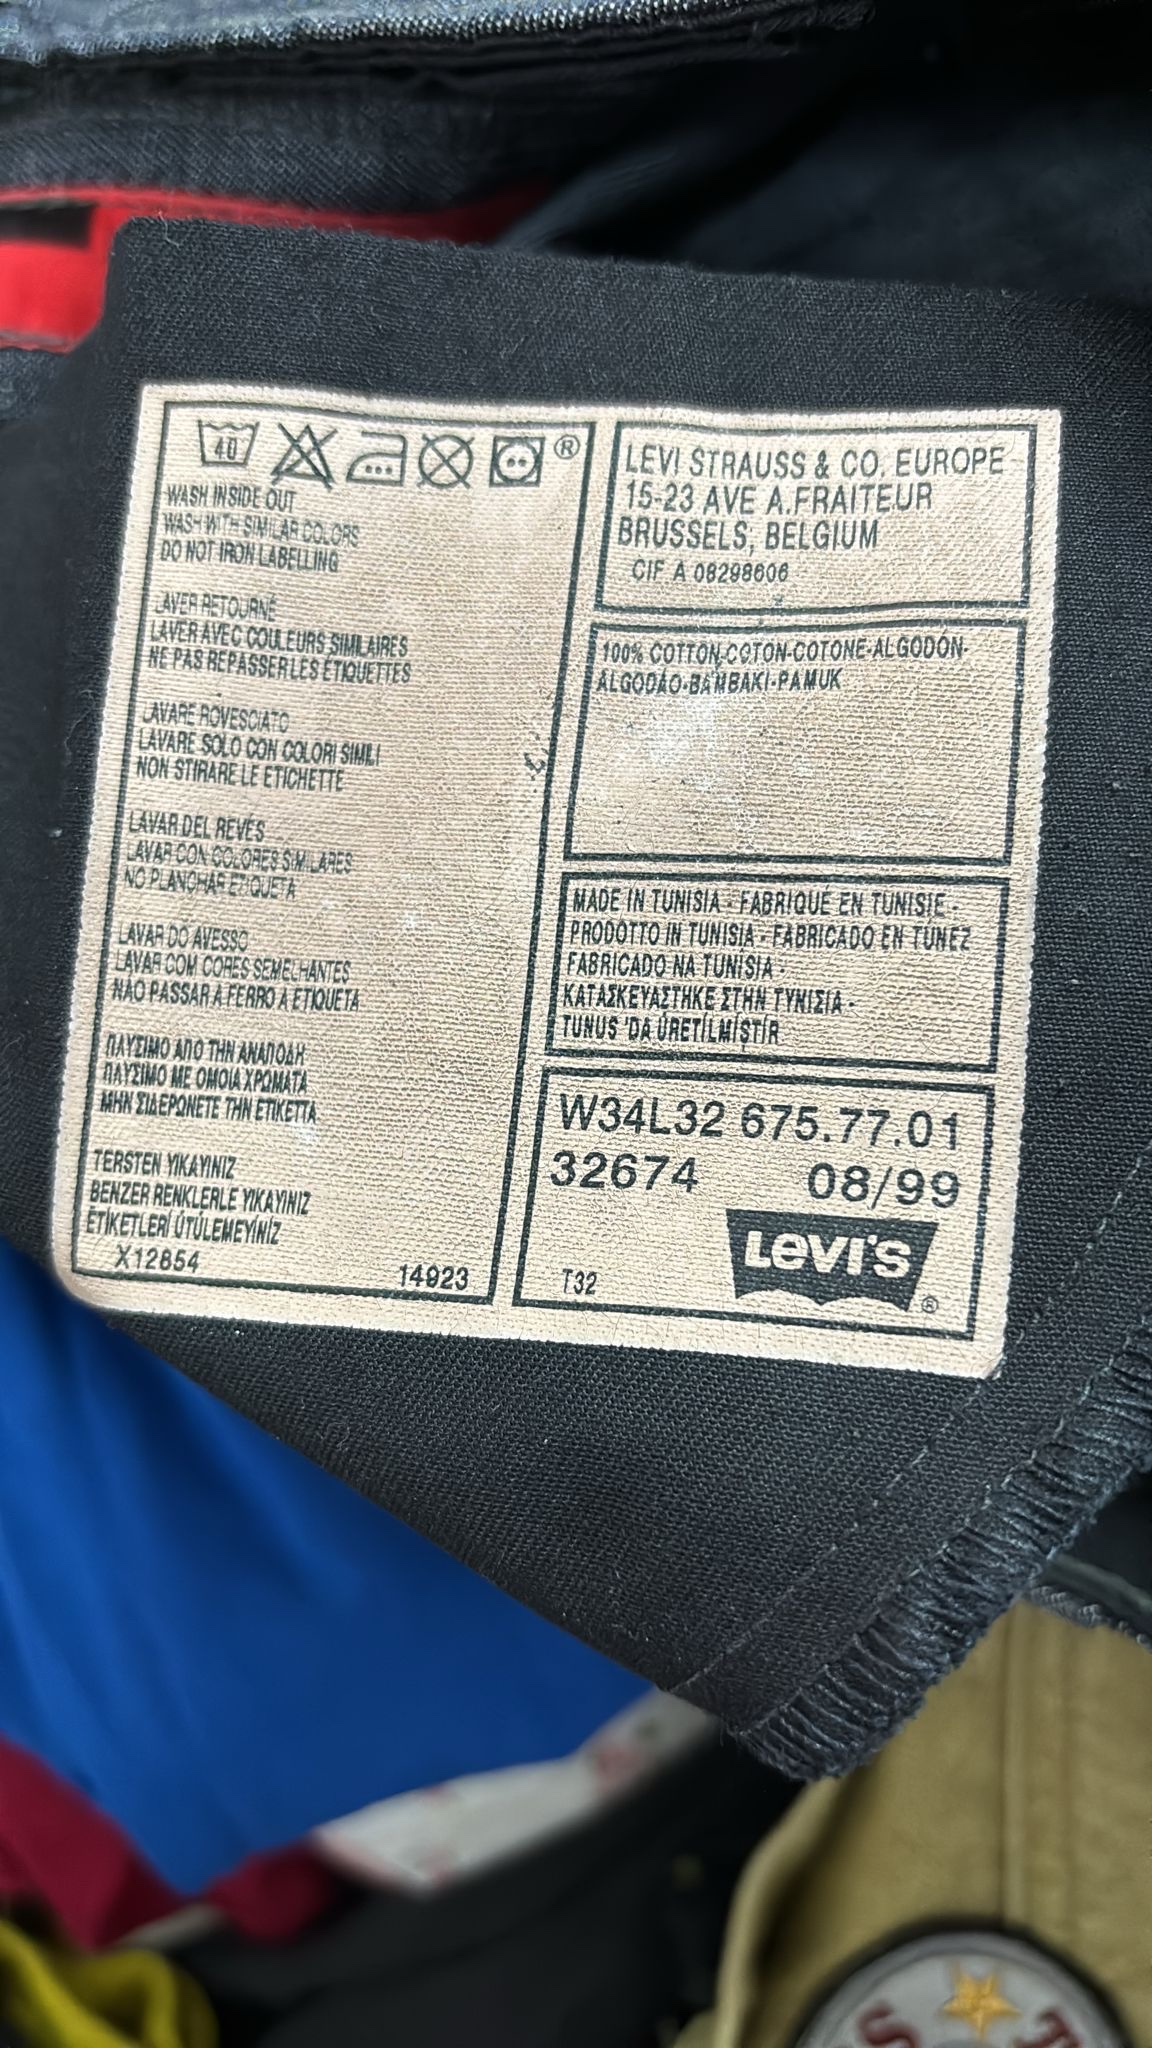 40
®
WASH INSIDE OUT
WASH WITH SIMILAR COLORS
DO NOT IRON LABELLING
LAVER RETOURNÉ
LAVER AVEC COULEURS SIMILAIRES
NE PAS REPASSER LES ÉTIQUETTES
LAVARE ROVESCIATO
LAVARE SOLO CON COLORI SIMILI
NON STIRARE LE ETICHETTE
LAVAR DEL REVÉS
LAVAR CON COLORES SIMILARES
NO PLANCHAR ETIQUETA
LAVAR DO AVESSO
LAVAR COM CORES SEMELHANTES
NAO PASSAR A FERRO A ETIQUETA
ΠΛΥΣΙΜΟ ΑΠΟ ΤΗΝ ΑΝΑΠΟΔΗ
ΠΛΥΣΙΜΟ ΜΕ ΟΜΟΙΑ ΧΡΩΜΑΤΑ
ΜΗΝ ΣΙΔΕΡΩΝΕΤΕ ΤΗΝ ΕΤΙΚΕΤΤΑ
TERSTEN YIKAYINIZ
BENZER RENKLERLE YIKAYINIZ
ETİKETLERİ ÜTÜLEMEYİNİZ
X12854 14923
LEVI STRAUSS & CO. EUROPE
15-23 AVE A.FRAITEUR
BRUSSELS, BELGIUM
CIF A 08298606
100% COTTON-COTON-COTONE-ALGODÓN-
ALGODÃO-BAMBAKI-PAMUK
MADE IN TUNISIA - FABRIQUÉ EN TUNISIE -
PRODOTTO IN TUNISIA - FABRICADO EN TUNEZ
FABRICADO NA TUNÍSIA -
ΚΑΤΑΣΚΕΥΑΣΤΗΚΕ ΣΤΗΝ ΤΥΝΙΣΙΑ -
TUNUS 'DA ÜRETİLMİŞTİR
W34L32 675.77.01
32674 08/99
T32 LEVI'S ®